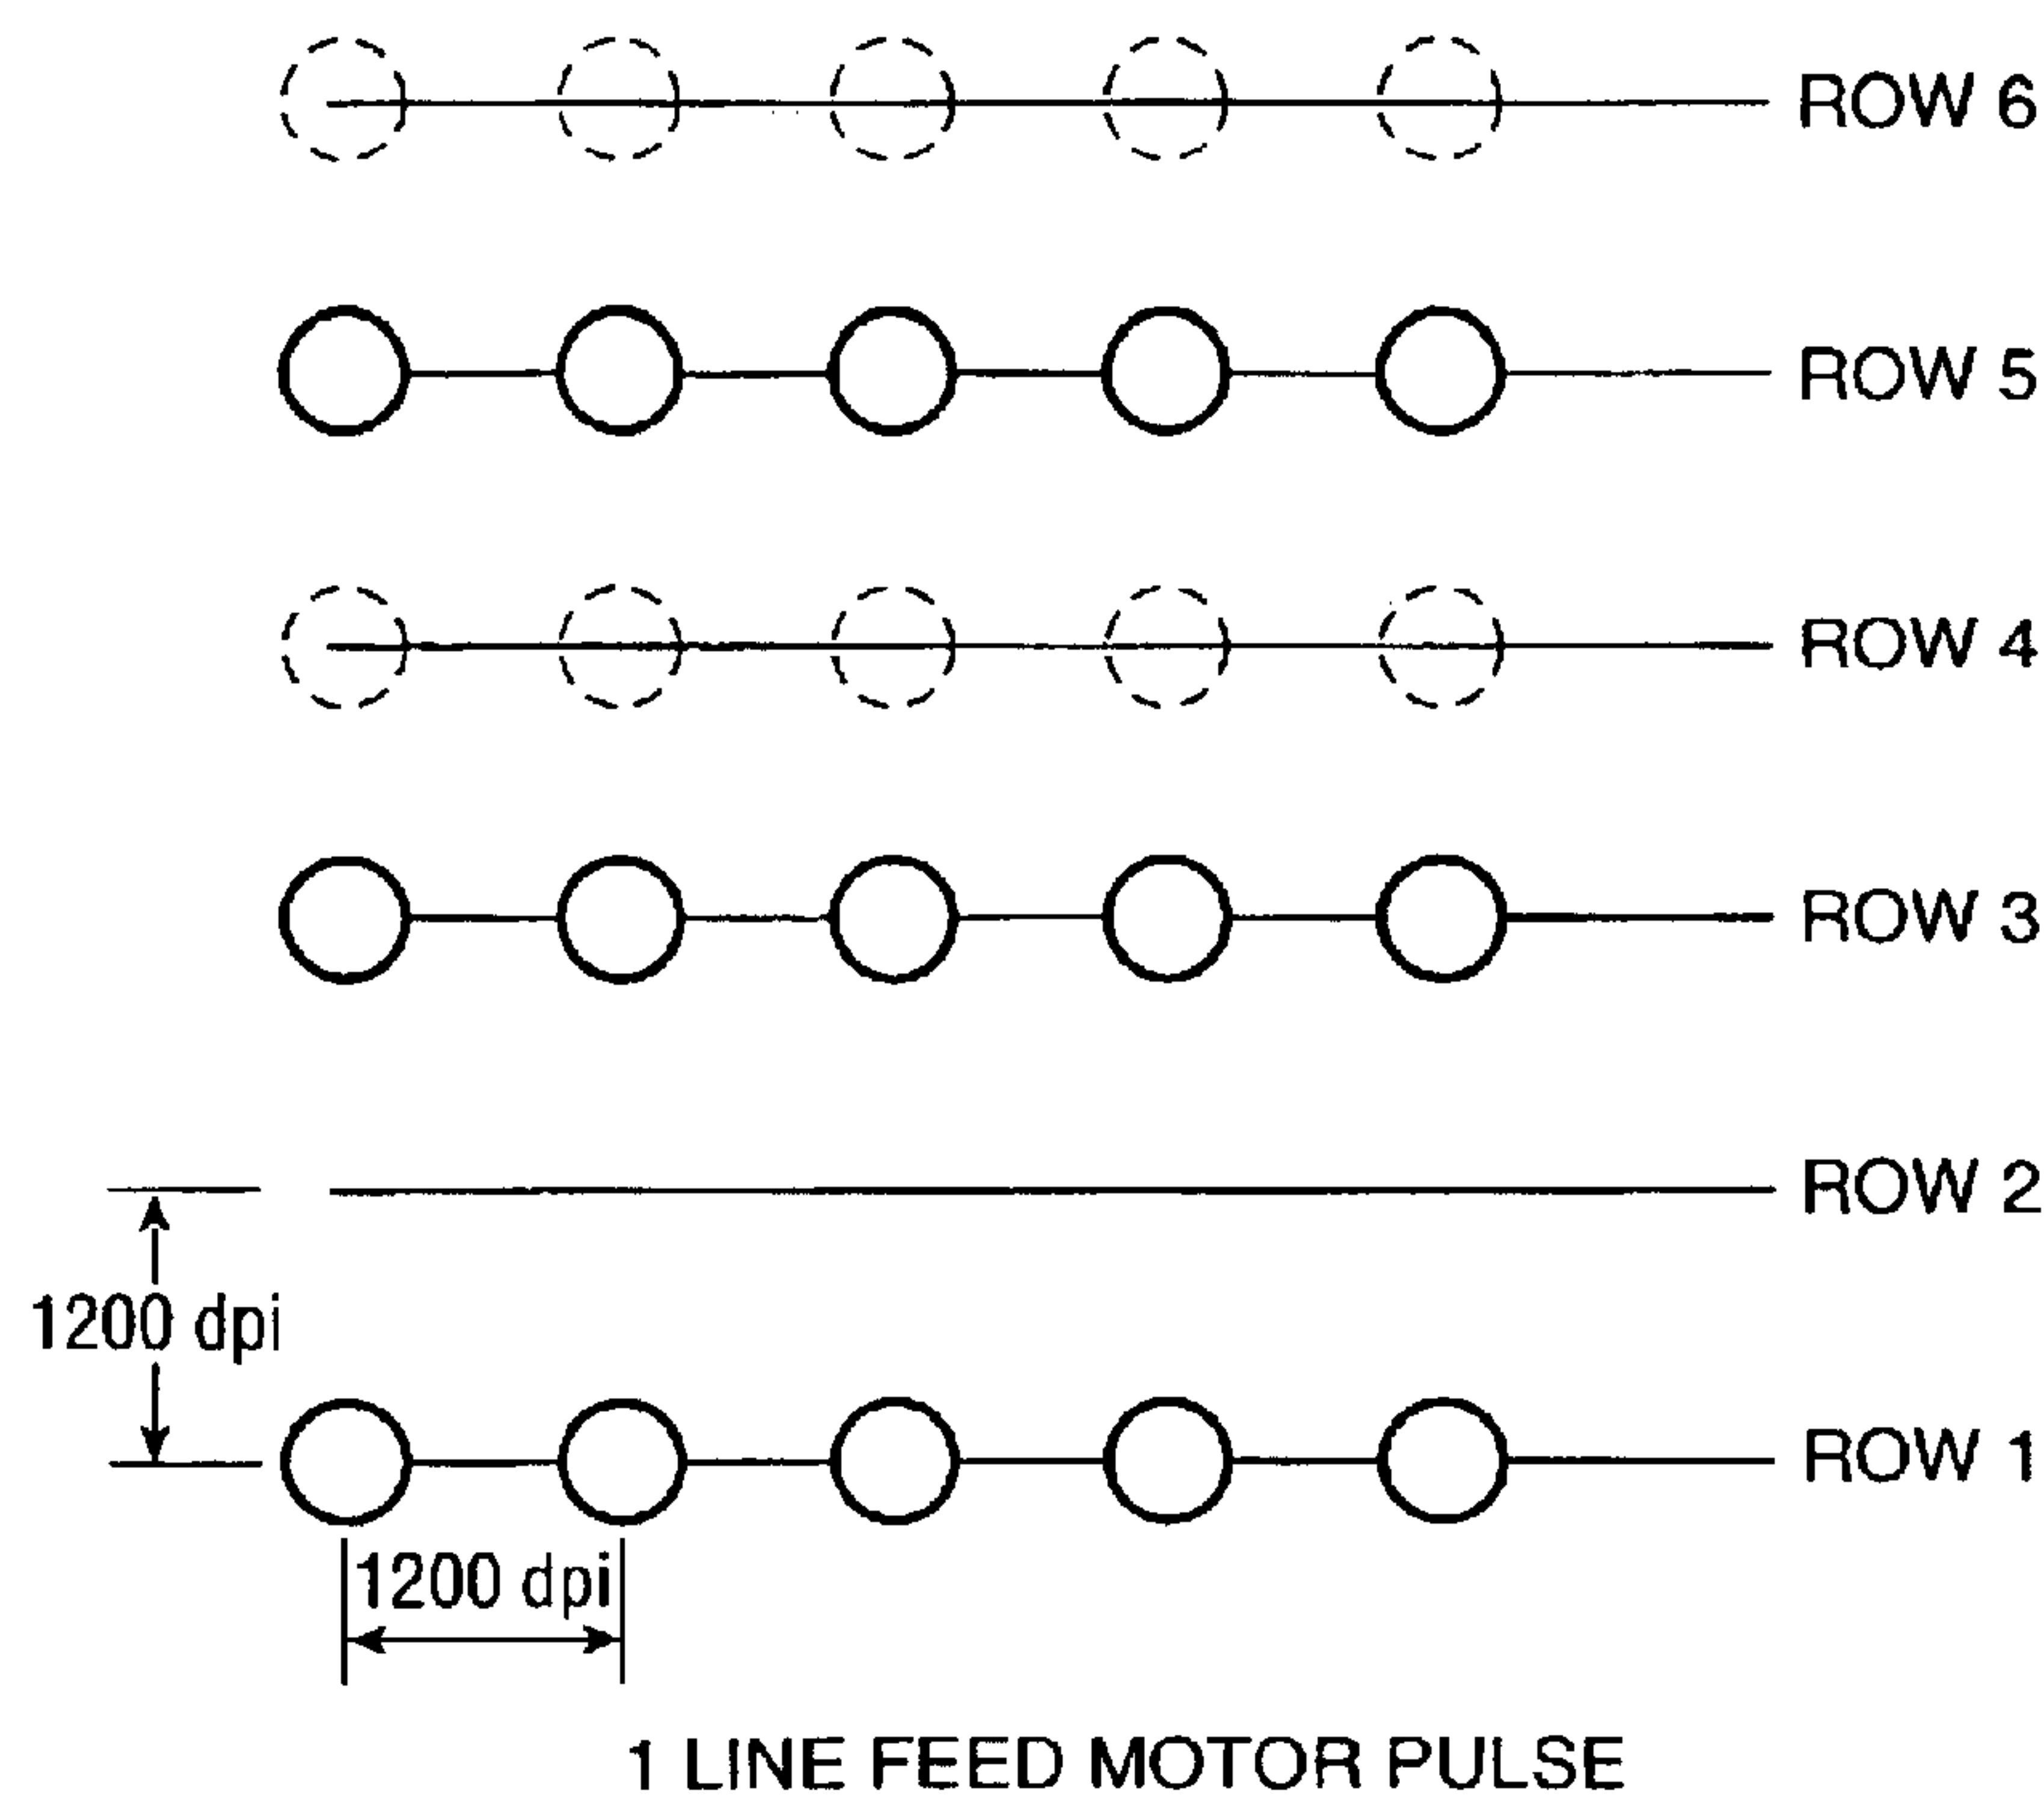 ROW 6
ROW 5
ROW 4
ROW 3
ROW 2
1200 dpi
ROW 1
1200 dpi
1 LINE FEED MOTOR PULSE